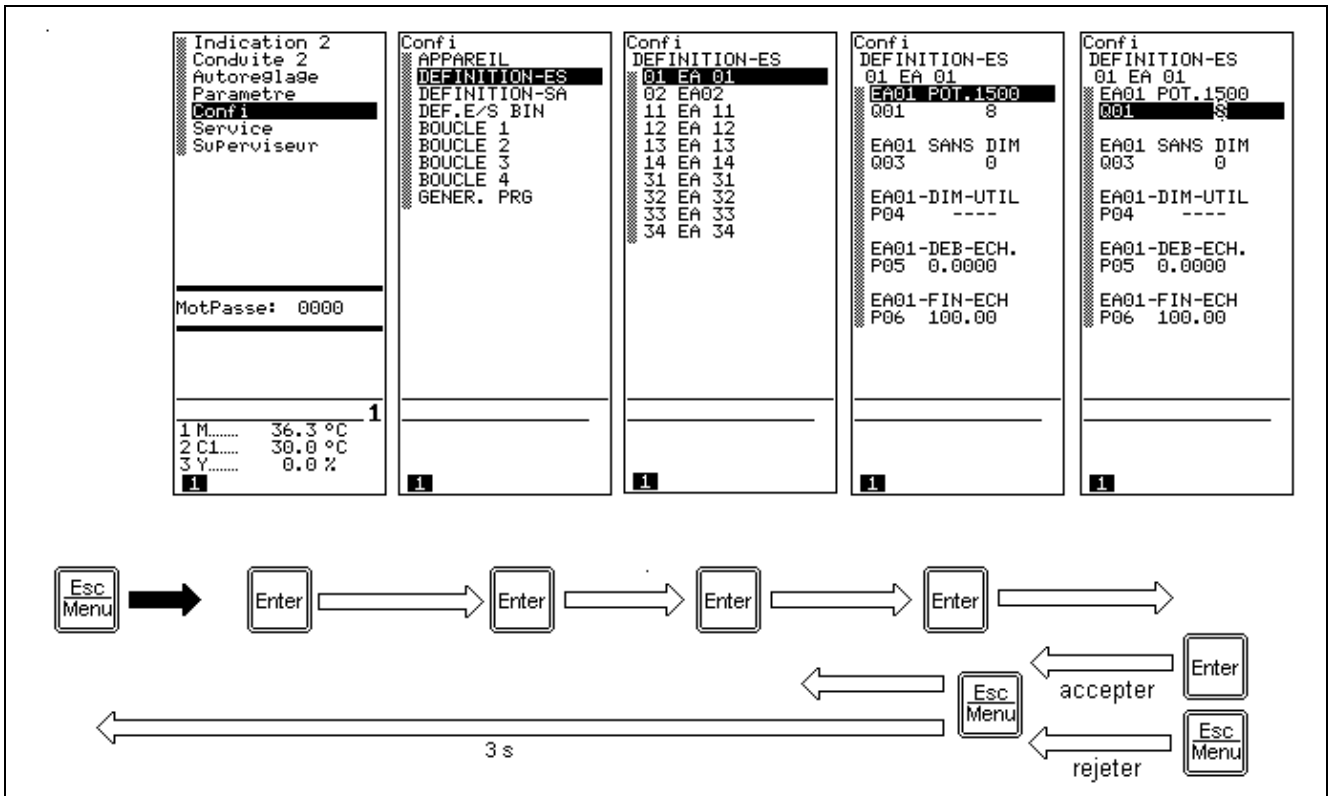 Indication 2
Conduite 2
Autoreglage
Parametre
Confi
Service
Superviseur
MotPasse: 0000
1
1 M....... 36.3 °C
2 C1.... 30.0 °C
3 Y....... 0.0 %
1
Confi
APPAREIL
DEFINITION-ES
DEFINITION-SA
DEF.E/S BIN
BOUCLE 1
BOUCLE 2
BOUCLE 3
BOUCLE 4
GENER. PRG
1
Confi
DEFINITION-ES
01 EA 01
02 EA02
11 EA 11
12 EA 12
13 EA 13
14 EA 14
31 EA 31
32 EA 32
33 EA 33
34 EA 34
1
Confi
DEFINITION-ES
01 EA 01
EA01 POT.1500
Q01 8
EA01 SANS DIM
Q03 0
EA01-DIM-UTIL
P04 ----
EA01-DEB-ECH.
P05 0.0000
EA01-FIN-ECH
P06 100.00
1
Confi
DEFINITION-ES
01 EA 01
EA01 POT.1500
Q01 8
EA01 SANS DIM
Q03 0
EA01-DIM-UTIL
P04 ----
EA01-DEB-ECH.
P05 0.0000
EA01-FIN-ECH
P06 100.00
1
Esc
Menu
Enter
Enter
Enter
Enter
Enter
accepter
Esc
Menu
Esc
Menu
rejeter
3 s